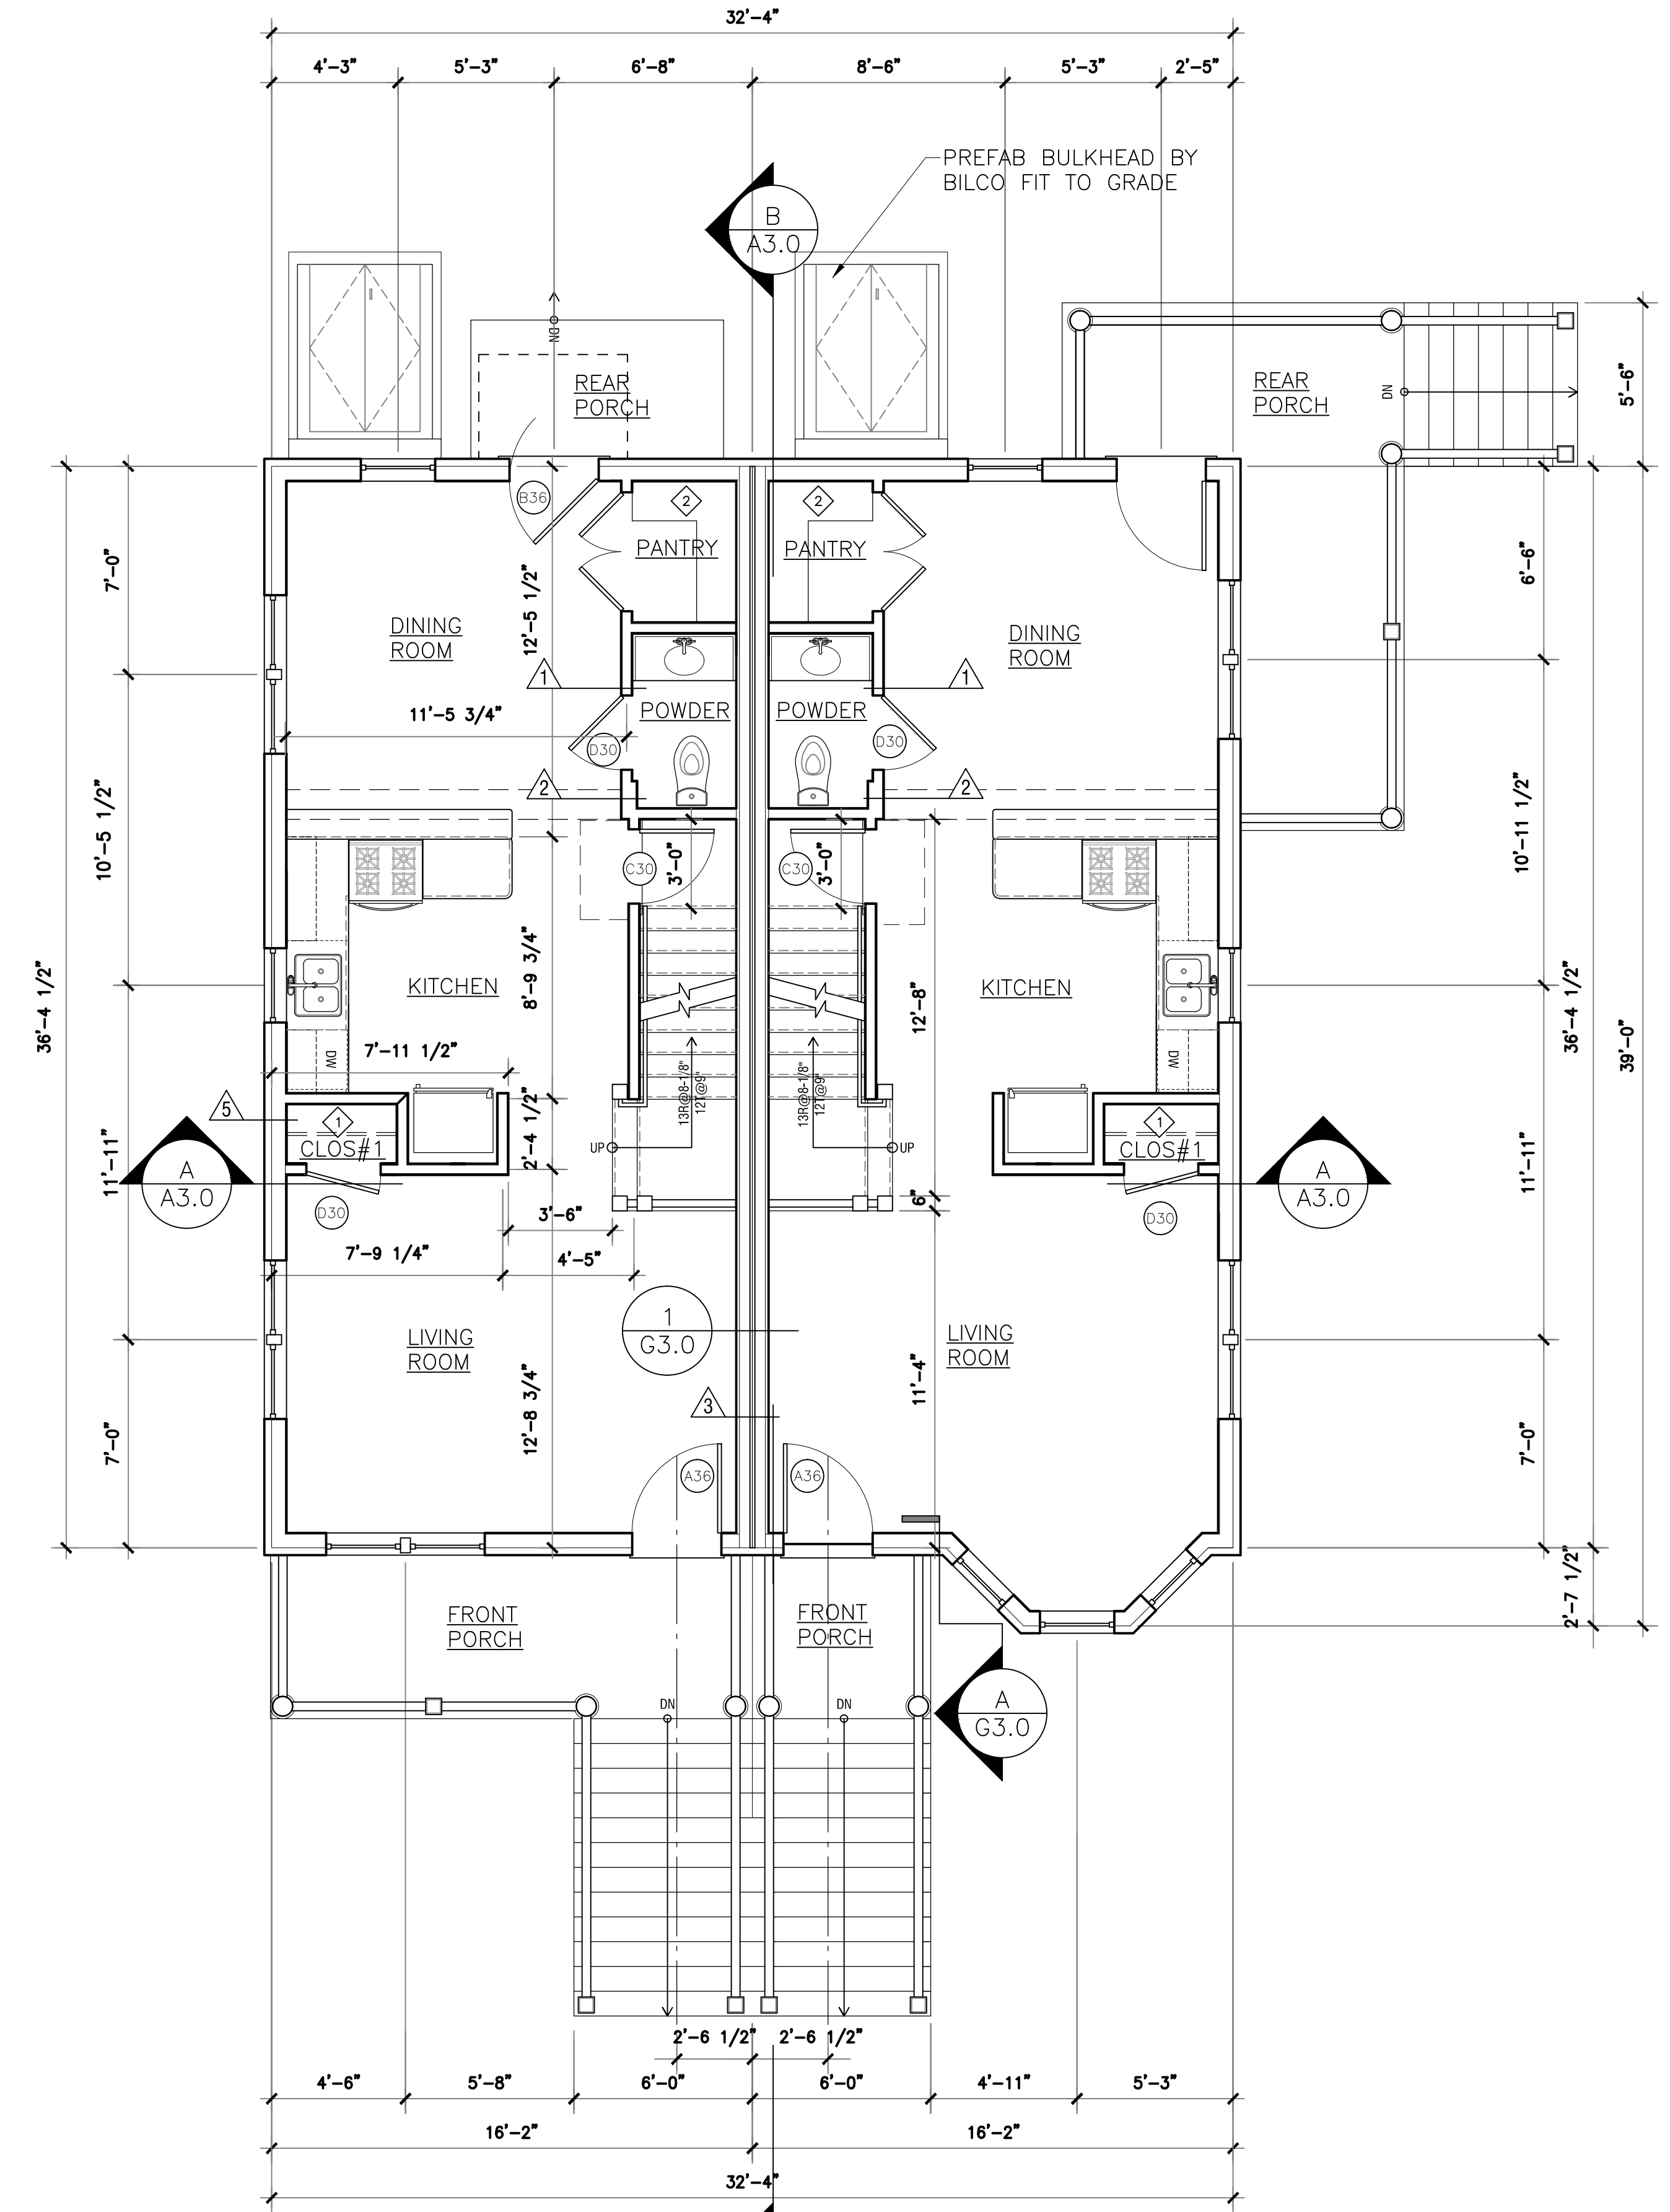 32'-4"
4'-3"
5'-3"
6'-8"
8'-6"
5'-3"
2'-5"
PREFAB BULKHEAD BY
BILCO FIT TO GRADE
B
A3.0
DN
REAR
PORCH
REAR
PORCH
DN
5'-6"
B36
2
2
PANTRY
PANTRY
7'-0"
12'-5 1/2"
6'-6"
DINING
ROOM
DINING
ROOM
1
1
11'-5 3/4"
POWDER
POWDER
D30
D30
2
2
10'-5 1/2"
10'-11 1/2"
C30
3'-0"
C30
3'-0"
36'-4 1/2"
8'-9 3/4"
12'-8"
36'-4 1/2"
39'-0"
KITCHEN
KITCHEN
DW
DW
7'-11 1/2"
13R@8-1/8"
12T@9"
13R@8-1/8"
12T@9"
5
1
CLOS#1
2'-4 1/2"
UP
UP
1
CLOS#1
A
A3.0
11'-11"
A
A3.0
11'-11"
D30
3'-6"
6"
D30
7'-9 1/4"
4'-5"
1
G3.0
LIVING
ROOM
LIVING
ROOM
12'-8 3/4"
11'-4"
3
7'-0"
7'-0"
A36
A36
2'-7 1/2"
FRONT
PORCH
FRONT
PORCH
DN
DN
A
G3.0
2'-6 1/2"
2'-6 1/2"
4'-6"
5'-8"
6'-0"
6'-0"
4'-11"
5'-3"
16'-2"
16'-2"
32'-4"